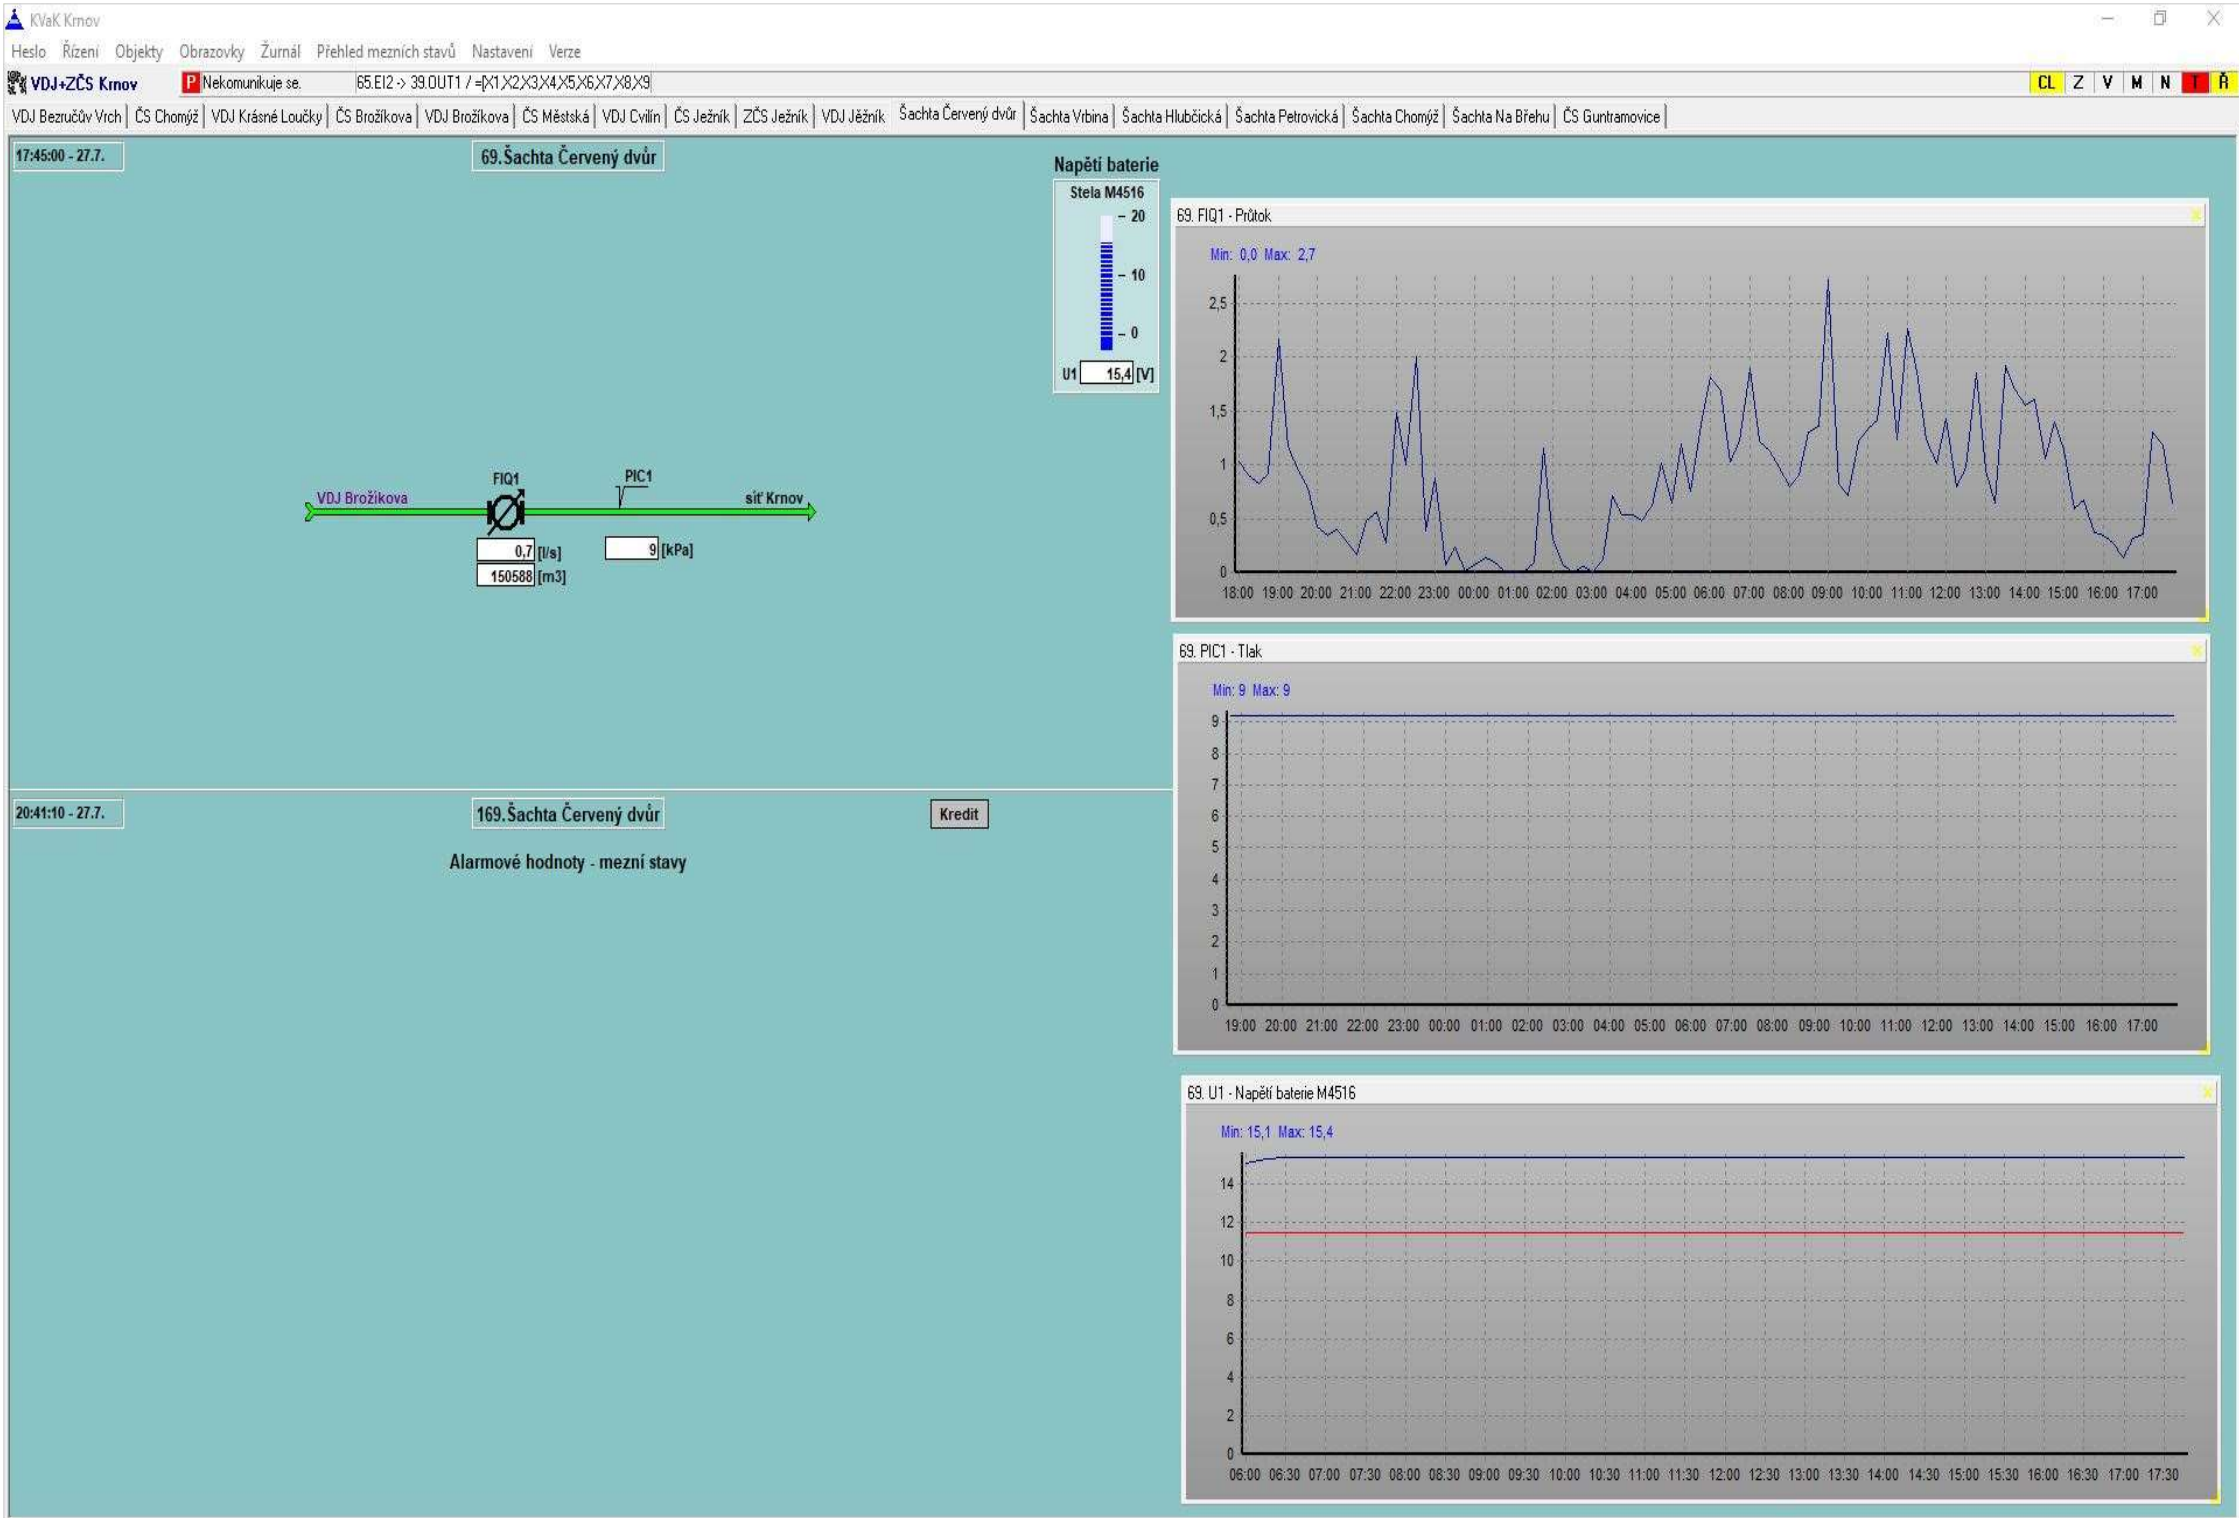 KVaK Krnov
Heslo Řízení Objekty Obrazovky Žurnál Přehled mezních stavů Nastavení Verze
VDJ+ZČS Krnov P Nekomunikuje se. 65.EI2 -> 39.OUT1 / =[X1,X2,X3,X4,X5,X6,X7,X8,X9 CL Z V M N T Ř
VDJ Bezručův Vrch ČS Chomýž VDJ Krásné Loučky ČS Brožíkova VDJ Brožíkova ČS Městská VDJ Cvilín ČS Ježník ZČS Ježník VDJ Jěžník Šachta Červený dvůr Šachta Vrbina Šachta Hlubčická Šachta Petrovická Šachta Chomýž Šachta Na Břehu ČS Guntramovice
17:45:00 - 27.7.
69.Šachta Červený dvůr
Napětí baterie
Stela M4516
20
10
0
U1 15,4 [V]
VDJ Brožíkova
FIQ1
PIC1
síť Krnov
0,7 [l/s]
9 [kPa]
150588 [m3]
69. FIQ1 - Průtok
Min: 0,0 Max: 2,7
2,5
2
1,5
1
0,5
0
18:00 19:00 20:00 21:00 22:00 23:00 00:00 01:00 02:00 03:00 04:00 05:00 06:00 07:00 08:00 09:00 10:00 11:00 12:00 13:00 14:00 15:00 16:00 17:00
69. PIC1 - Tlak
Min: 9 Max: 9
9
8
7
6
5
4
3
2
1
0
19:00 20:00 21:00 22:00 23:00 00:00 01:00 02:00 03:00 04:00 05:00 06:00 07:00 08:00 09:00 10:00 11:00 12:00 13:00 14:00 15:00 16:00 17:00
20:41:10 - 27.7.
169.Šachta Červený dvůr
Kredit
Alarmové hodnoty - mezní stavy
69. U1 - Napětí baterie M4516
Min: 15,1 Max: 15,4
14
12
10
8
6
4
2
0
06:00 06:30 07:00 07:30 08:00 08:30 09:00 09:30 10:00 10:30 11:00 11:30 12:00 12:30 13:00 13:30 14:00 14:30 15:00 15:30 16:00 16:30 17:00 17:30